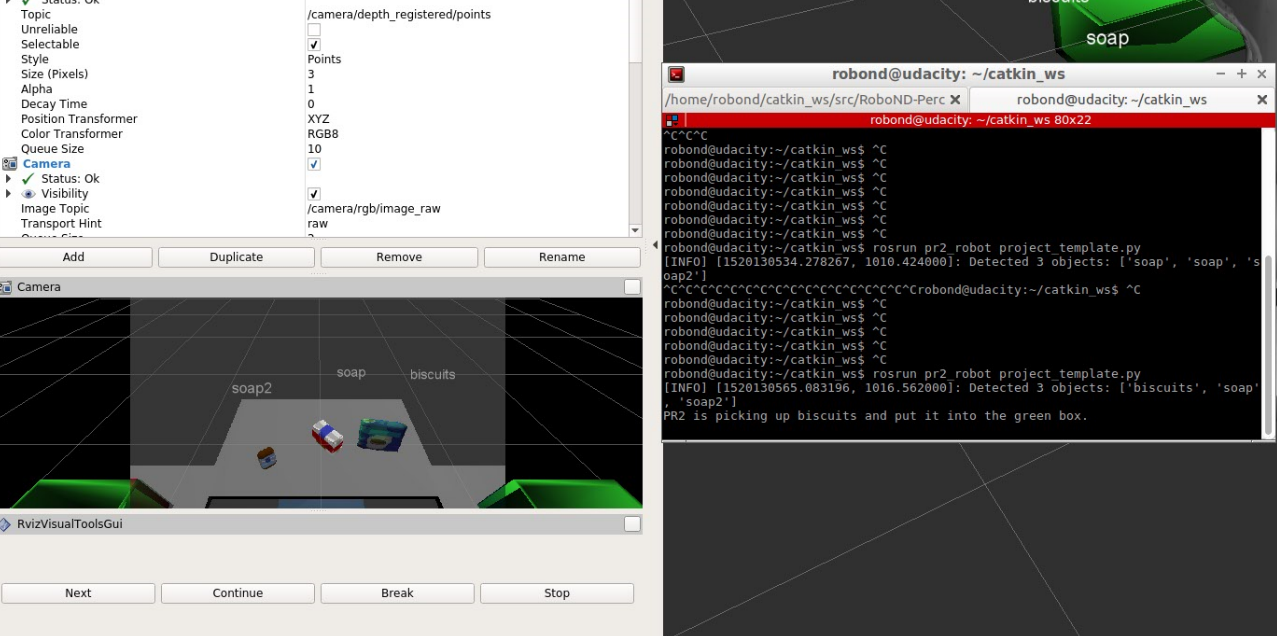 Status: Ok
Topic /camera/depth_registered/points
Unreliable
Selectable
Style Points
Size (Pixels) 3
Alpha 1
Decay Time 0
Position Transformer XYZ
Color Transformer RGB8
Queue Size 10
Camera
Status: Ok
Visibility
Image Topic /camera/rgb/image_raw
Transport Hint raw
Queue Size 2
Add Duplicate Remove Rename
Camera
soap2 soap biscuits
RvizVisualToolsGui
Next Continue Break Stop
biscuits
soap
robond@udacity: ~/catkin_ws
/home/robond/catkin_ws/src/RoboND-Perc robond@udacity: ~/catkin_ws
robond@udacity: ~/catkin_ws 80x22
^C^C^C
robond@udacity:~/catkin_ws$ ^C
robond@udacity:~/catkin_ws$ ^C
robond@udacity:~/catkin_ws$ ^C
robond@udacity:~/catkin_ws$ ^C
robond@udacity:~/catkin_ws$ ^C
robond@udacity:~/catkin_ws$ ^C
robond@udacity:~/catkin_ws$ ^C
robond@udacity:~/catkin_ws$ rosrun pr2_robot project_template.py
[INFO] [1520130534.278267, 1010.424000]: Detected 3 objects: ['soap', 'soap', 's
oap2']
^C^C^C^C^C^C^C^C^C^C^C^C^C^C^C^C^Crobond@udacity:~/catkin_ws$ ^C
robond@udacity:~/catkin_ws$ ^C
robond@udacity:~/catkin_ws$ ^C
robond@udacity:~/catkin_ws$ ^C
robond@udacity:~/catkin_ws$ ^C
robond@udacity:~/catkin_ws$ rosrun pr2_robot project_template.py
[INFO] [1520130565.083196, 1016.562000]: Detected 3 objects: ['biscuits', 'soap'
, 'soap2']
PR2 is picking up biscuits and put it into the green box.